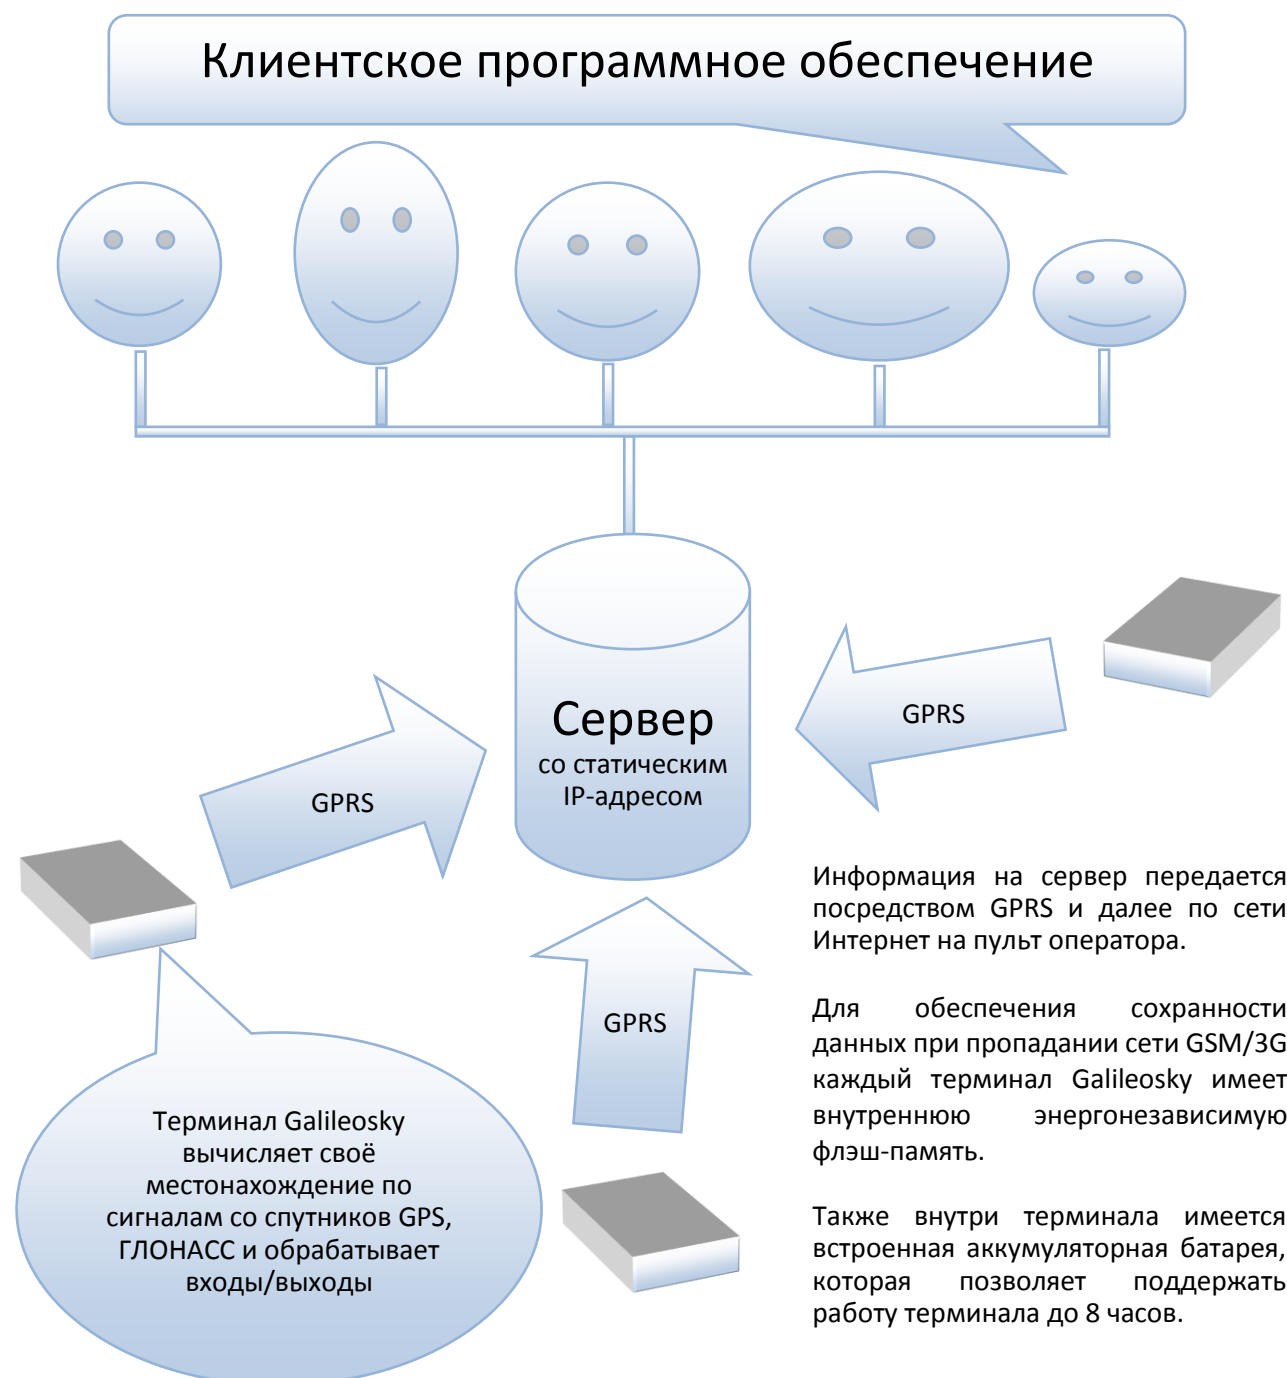 Клиентское программное обеспечение
Сервер
со статическим
IP-адресом
GPRS
GPRS
GPRS
Терминал Galileosky
вычисляет своё
местонахождение по
сигналам со спутников GPS,
ГЛОНАСС и обрабатывает
входы/выходы
Информация на сервер передается
посредством GPRS и далее по сети
Интернет на пульт оператора.
Для обеспечения сохранности
данных при пропадании сети GSM/3G
каждый терминал Galileosky имеет
внутреннюю энергонезависимую
флэш-память.
Также внутри терминала имеется
встроенная аккумуляторная батарея,
которая позволяет поддержать
работу терминала до 8 часов.